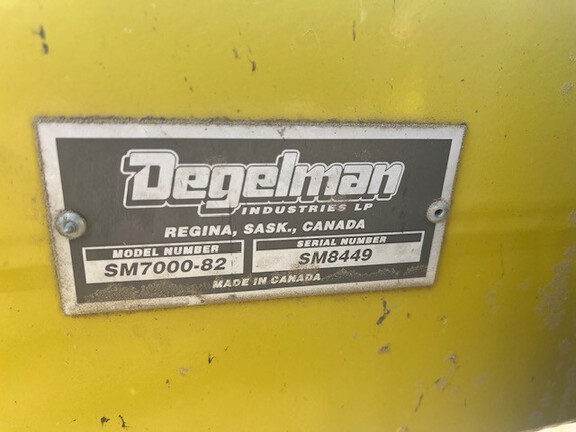 Degelman
INDUSTRIES LP
REGINA, SASK., CANADA
MODEL NUMBER SERIAL NUMBER
SM7000-82 SM8449
MADE IN CANADA